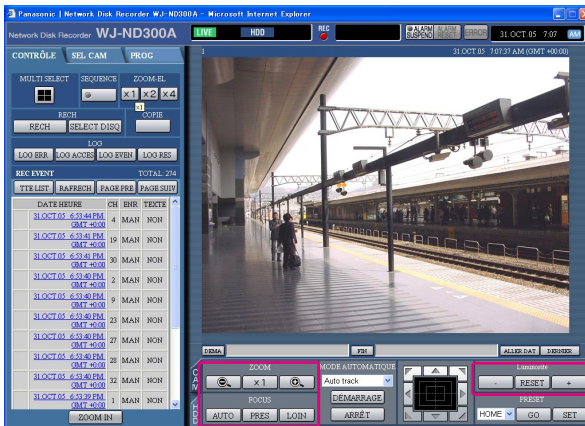 Panasonic | Network Disk Recorder WJ-ND300A - Microsoft Internet Explorer
Network Disk Recorder WJ-ND300A
LIVE HDD REC ALARM SUSPEND ALARM RESET ERROR 31.OCT.05 7:07 AM
CONTRÔLE SEL CAM PROG
1 31.OCT.05 7:07:37 AM (GMT +00:00)
MULTI SELECT SEQUENCE ZOOM-EL
x1 x2 x4
x1
RECH COPIE
RECH SELECT DISQ
LOG
LOG ERR. LOG ACCES LOG EVEN LOG RES
REC EVENT TOTAL: 274
TTE LIST RAFRECH PAGE PRE PAGE SUIV
DATE HEURE CH ENR TEXTE
31.OCT.05 6:53:44 PM GMT +0:00 4 MAN NON
31.OCT.05 6:53:41 PM GMT +0:00 19 MAN NON
31.OCT.05 6:53:41 PM GMT +0:00 30 MAN NON
31.OCT.05 6:53:40 PM GMT +0:00 2 MAN NON
31.OCT.05 6:53:40 PM GMT +0:00 9 MAN NON
31.OCT.05 6:53:40 PM GMT +0:00 23 MAN NON
31.OCT.05 6:53:40 PM GMT +0:00 27 MAN NON
31.OCT.05 6:53:40 PM GMT +0:00 28 MAN NON
31.OCT.05 6:53:40 PM GMT +0:00 32 MAN NON
31.OCT.05 6:53:39 PM GMT +0:00 1 MAN NON
ZOOM IN
DEMA FIN ALLER DAT DERNIER
CAM
HDD
ZOOM
x1
FOCUS
AUTO PRES LOIN
MODE AUTOMATIQUE
Auto track
DÉMARRAGE
ARRÊT
Luminosité
- RESET +
PRESET
HOME GO SET